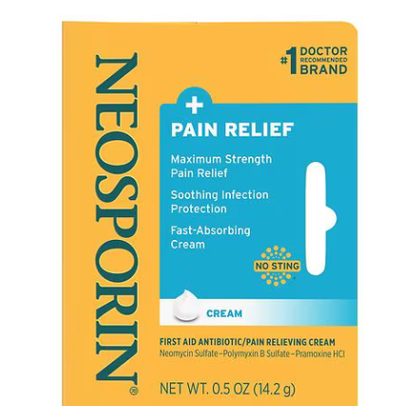 NEOSPORIN®
#1 DOCTOR
RECOMMENDED
BRAND
+
PAIN RELIEF
Maximum Strength
Pain Relief
Soothing Infection
Protection
Fast-Absorbing
Cream
NO STING
CREAM
FIRST AID ANTIBIOTIC/PAIN RELIEVING CREAM
Neomycin Sulfate–Polymyxin B Sulfate–Pramoxine HCl
NET WT. 0.5 OZ (14.2 g)